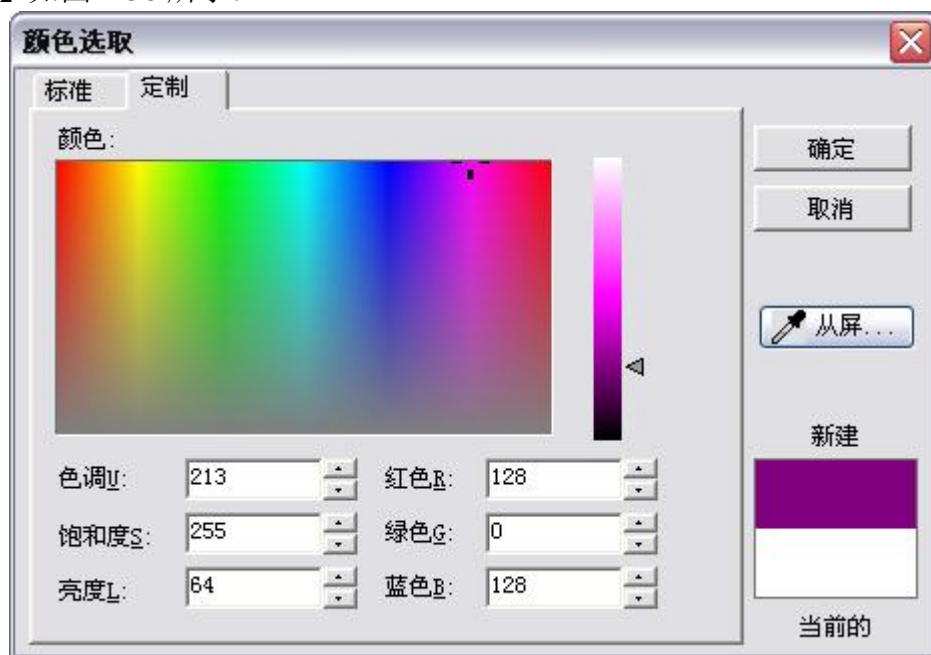 颜色选取
标准 定制
颜色:
确定
取消
从屏...
新建
当前的
色调U: 213 红色R: 128
饱和度S: 255 绿色G: 0
亮度L: 64 蓝色B: 128